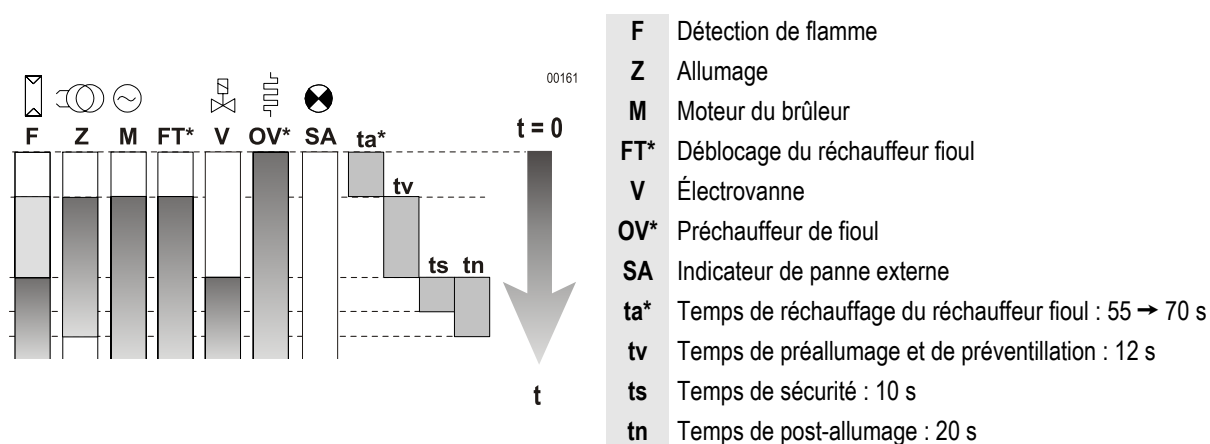 00161
F Z M FT* V OV* SA ta* t = 0
tv
ts tn
t
F Détection de flamme
Z Allumage
M Moteur du brûleur
FT* Déblocage du réchauffeur fioul
V Électrovanne
OV* Préchauffeur de fioul
SA Indicateur de panne externe
ta* Temps de réchauffage du réchauffeur fioul : 55 → 70 s
tv Temps de préallumage et de préventillation : 12 s
ts Temps de sécurité : 10 s
tn Temps de post-allumage : 20 s